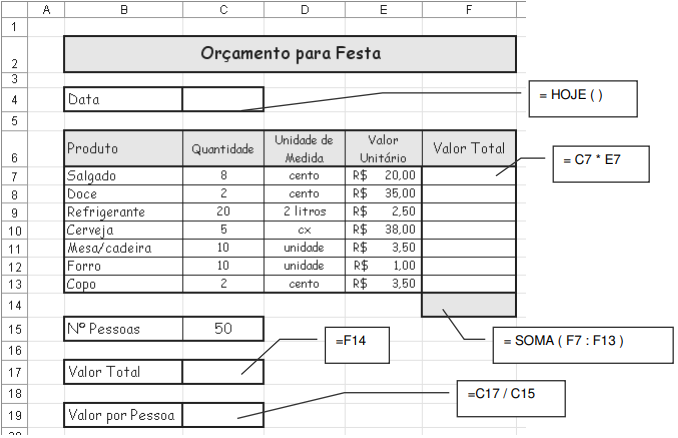 A B C D E F
1
2 Orçamento para Festa
3
4 Data = HOJE ( )
5
6 Produto Quantidade Unidade de Medida Valor Unitário Valor Total
7 Salgado 8 cento R$ 20,00 = C7 * E7
8 Doce 2 cento R$ 35,00
9 Refrigerante 20 2 litros R$ 2,50
10 Cerveja 5 cx R$ 38,00
11 Mesa/cadeira 10 unidade R$ 3,50
12 Forro 10 unidade R$ 1,00
13 Copo 2 cento R$ 3,50
14
15 Nº Pessoas 50 =F14 = SOMA ( F7 : F13 )
16
17 Valor Total
18
=C17 / C15
19 Valor por Pessoa